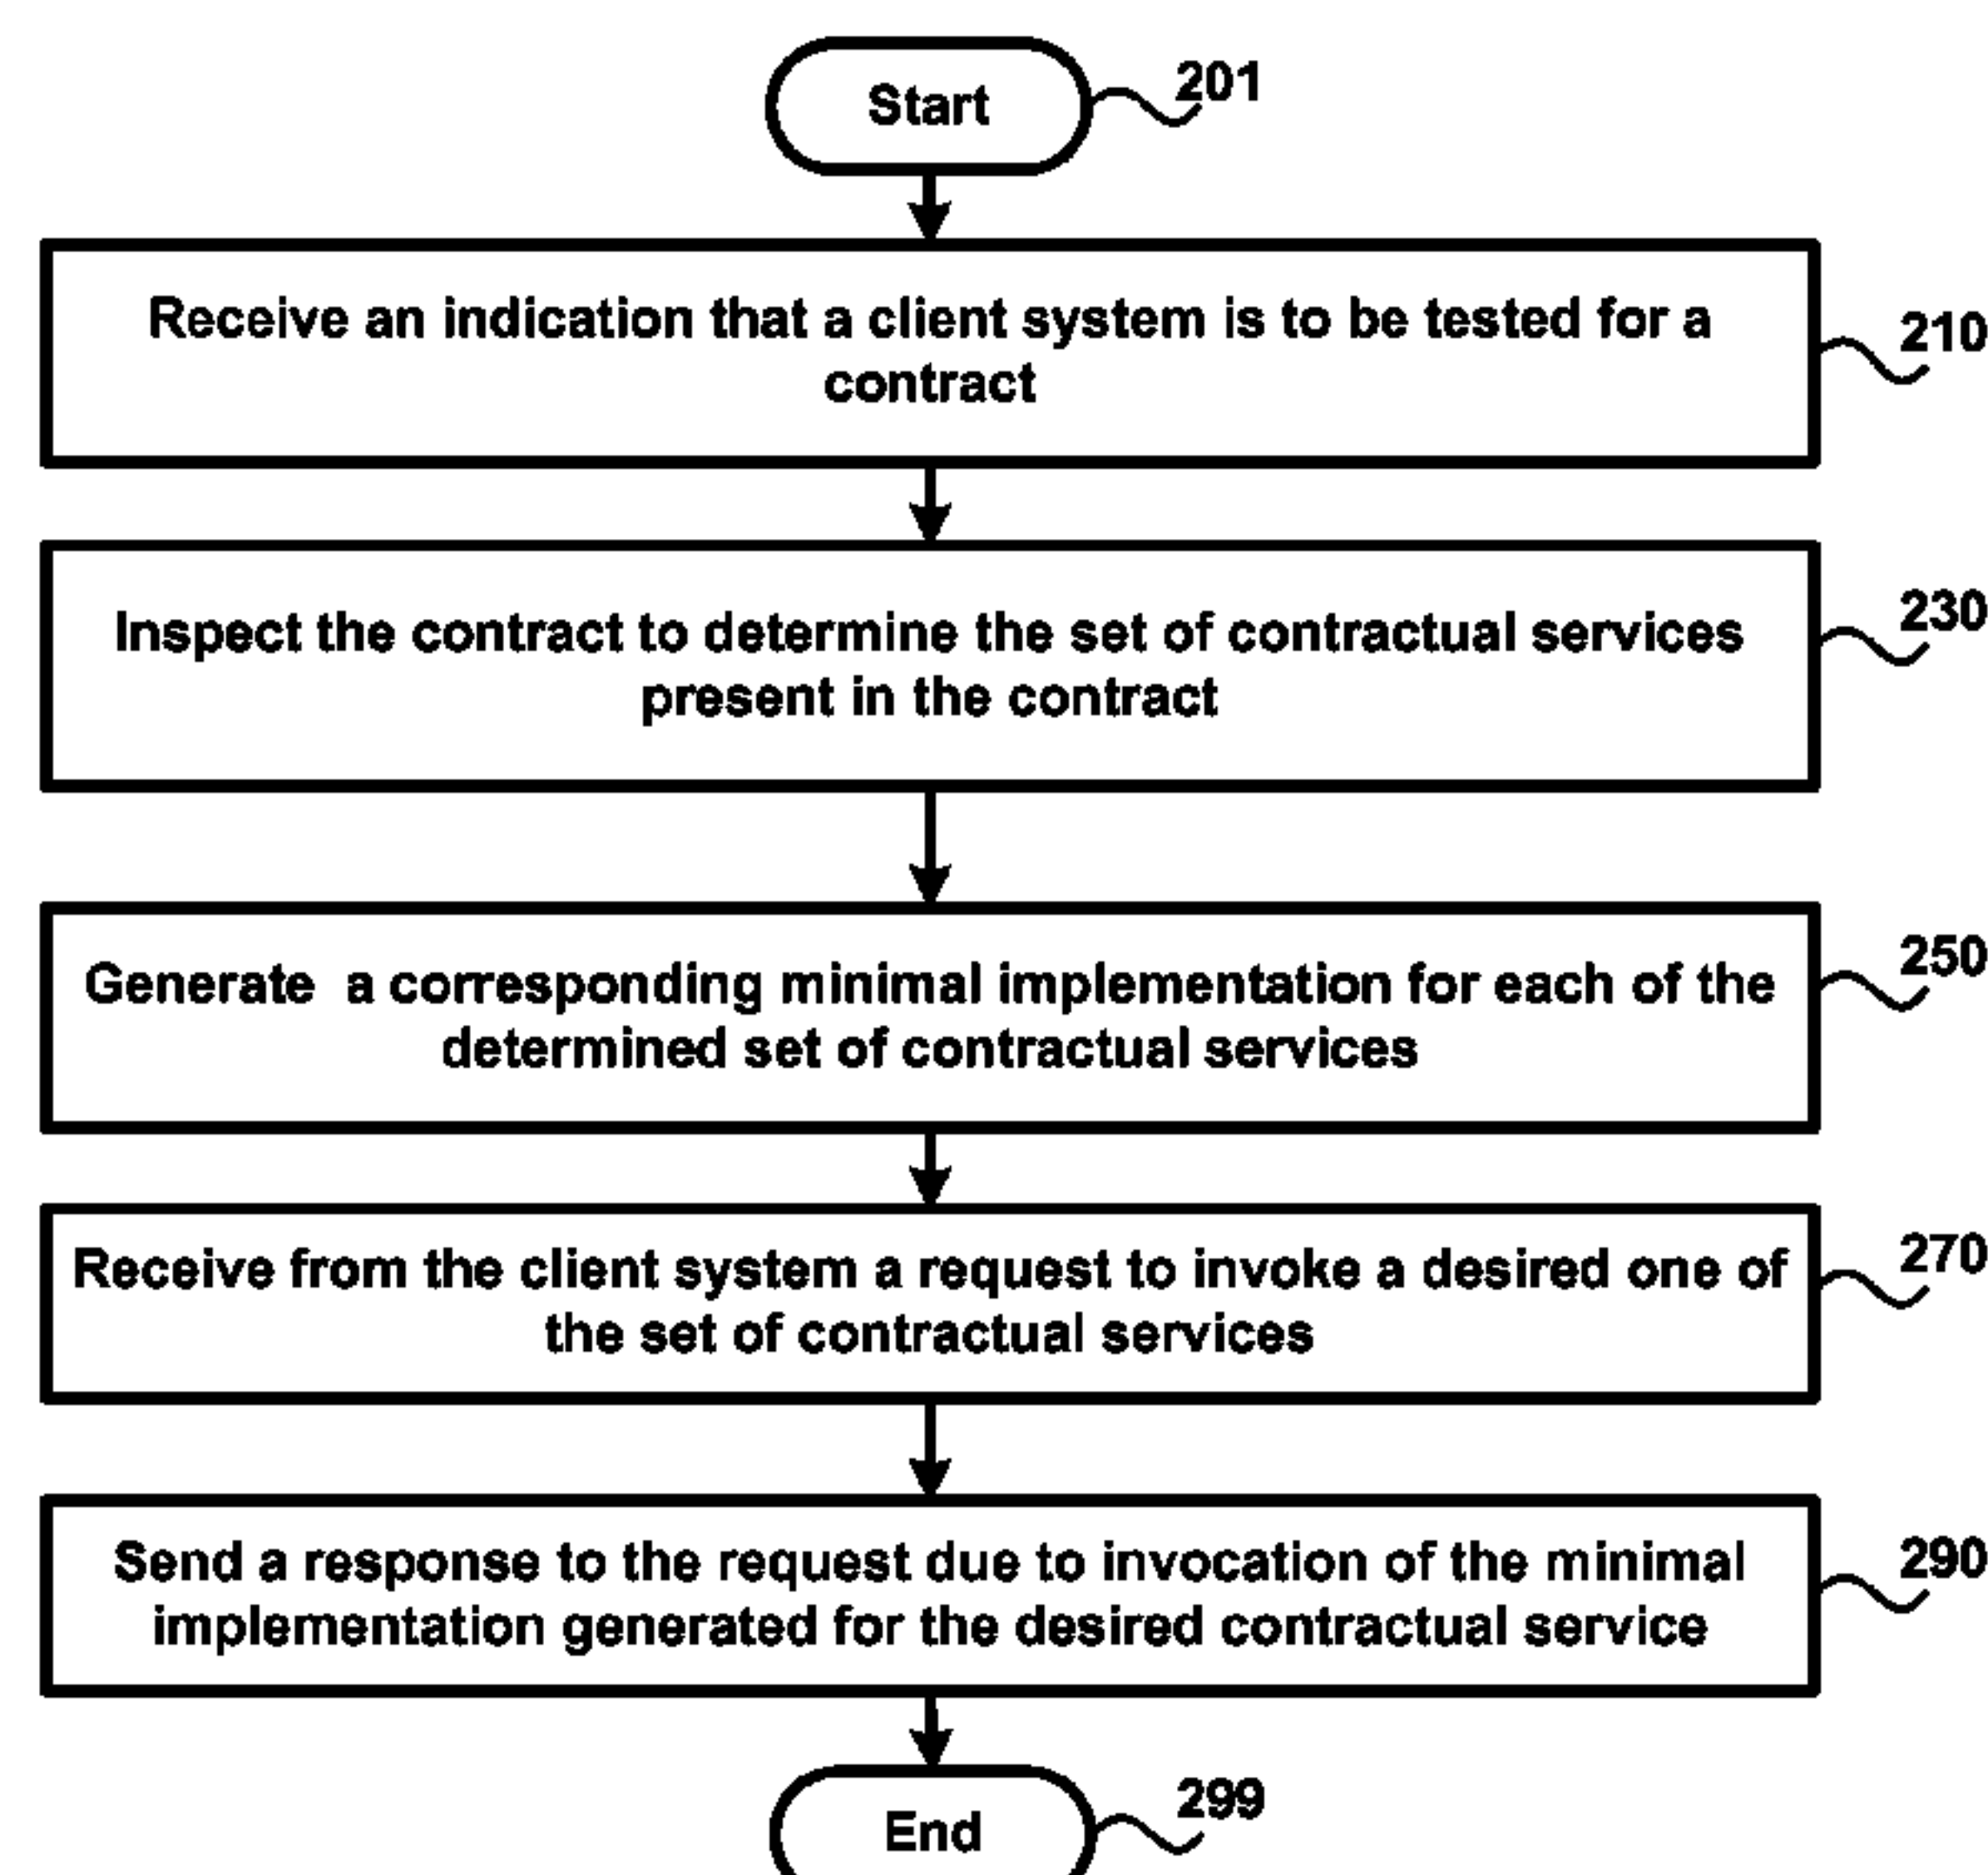 Start
201
Receive an indication that a client system is to be tested for a
contract
210
Inspect the contract to determine the set of contractual services
present in the contract
230
Generate a corresponding minimal implementation for each of the
determined set of contractual services
250
Receive from the client system a request to invoke a desired one of
the set of contractual services
270
Send a response to the request due to invocation of the minimal
implementation generated for the desired contractual service
290
End
299